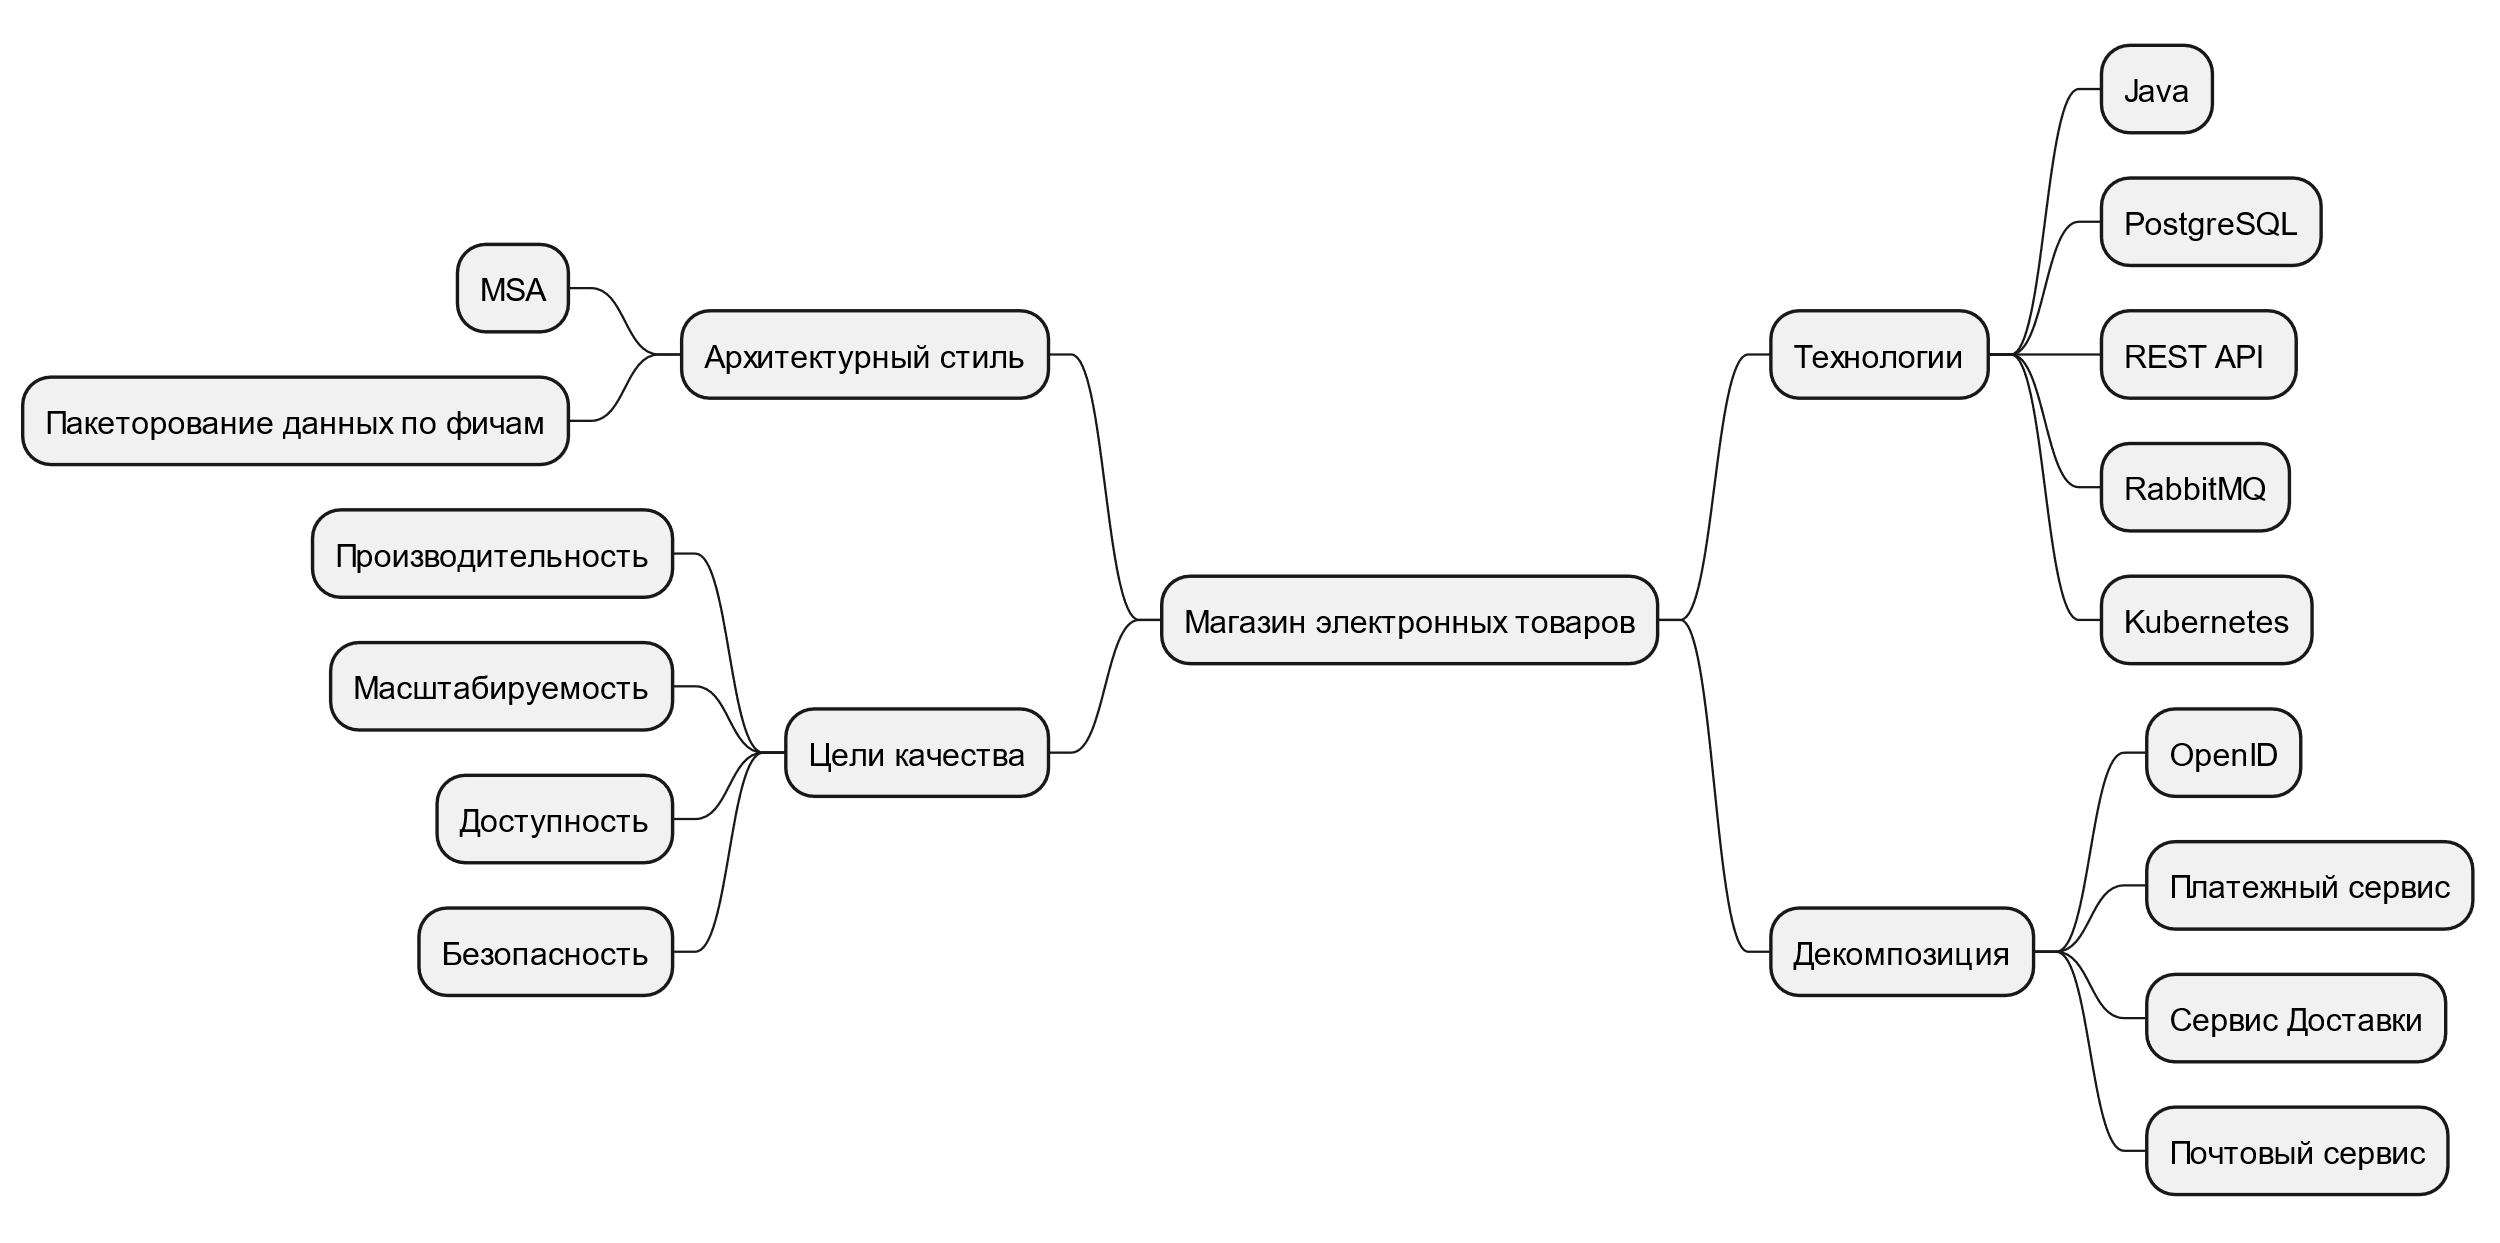 Магазин электронных товаров
Технологии
Java
PostgreSQL
REST API
RabbitMQ
Kubernetes
Декомпозиция
OpenID
Платежный сервис
Сервис Доставки
Почтовый сервис
Архитектурный стиль
MSA
Пакеторование данных по фичам
Цели качества
Производительность
Масштабируемость
Доступность
Безопасность